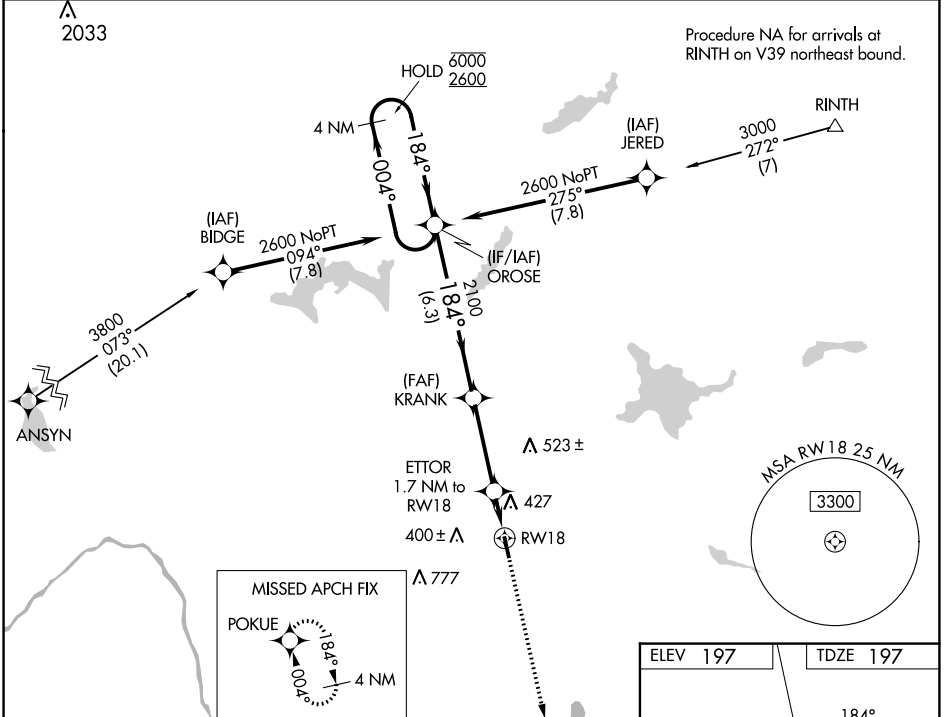 2033
Procedure NA for arrivals at
RINTH on V39 northeast bound.
HOLD 6000
2600
4 NM
184°
004°
RINTH
3000
272°
(7)
(IAF)
JERED
2600 NoPT
275°
(7.8)
(IAF)
BIDGE
2600 NoPT
094°
(7.8)
(IF/IAF)
OROSE
2100
184°
(6.3)
3800
073°
(20.1)
ANSYN
(FAF)
KRANK
523 ±
ETTOR
1.7 NM to
RW18
427
400 ±
RW18
777
MSA RW18 25 NM
3300
MISSED APCH FIX
POKUE
184°
004°
4 NM
ELEV 197
TDZE 197
184°